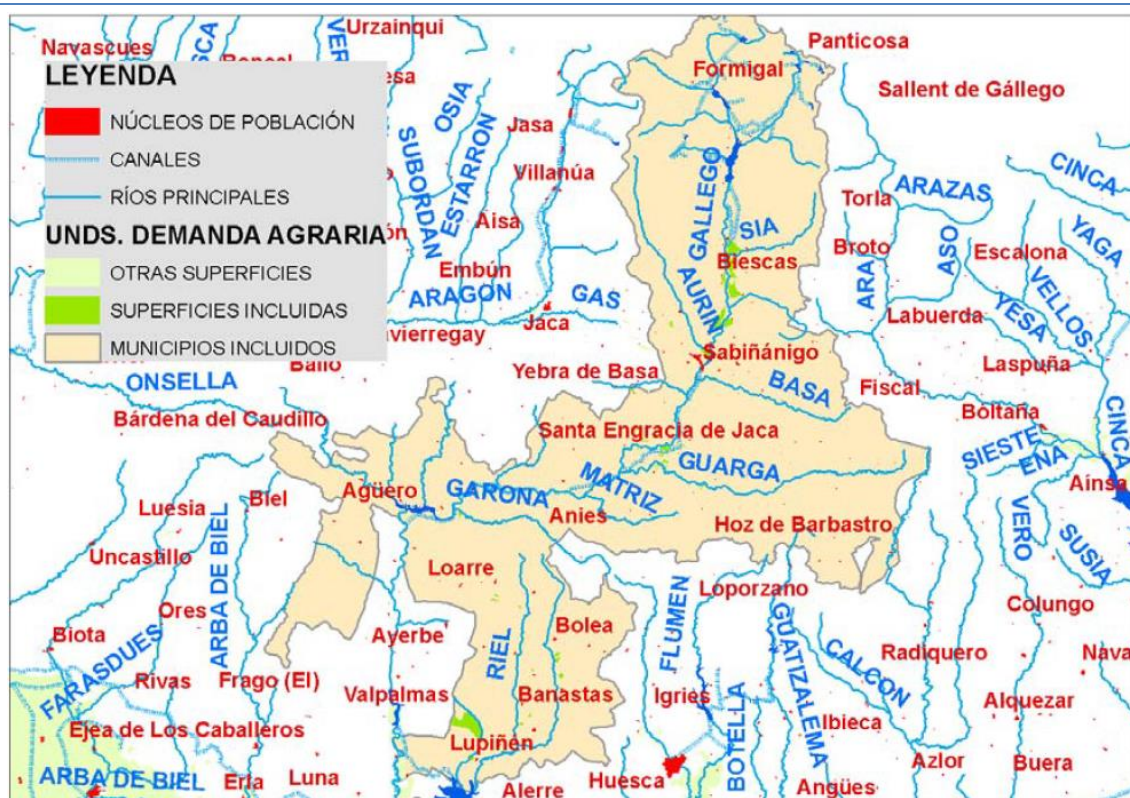 Urzainqui
Navascues
Panticosa
Formigal
Sallent de Gállego
LEYENDA
NÚCLEOS DE POBLACIÓN
CANALES
RÍOS PRINCIPALES
UNDS. DEMANDA AGRARIA
OTRAS SUPERFICIES
SUPERFICIES INCLUIDAS
MUNICIPIOS INCLUIDOS
OSIA
Jasa
SUBORDAN
ESTARRON
Villanúa
Aisa
Embún
ARAGON
GAS
Jaca
GALLEGO
SIA
Biescas
AURIN
Torla
ARAZAS
CINCA
Broto
ASO
Escalona
YAGA
ARA
VELLOS
Labuerda
YESA
Laspuña
Sabiñánigo
Yebra de Basa
BASA
Fiscal
ONSELLA
Bárdena del Caudillo
Boltaña
CINCA
Santa Engracia de Jaca
SIESTE
ENA
GUARGA
MATRIZ
Ainsa
Agüero
GARONA
Biel
Luesia
Anies
Hoz de Barbastro
VERO
SUSIA
Uncastillo
ARBA DE BIEL
Loarre
FLUMEN
Loporzano
Colungo
Ores
Biota
Ayerbe
RIEL
Bolea
GUATIZALEMA
CALCON
Radiquero
Nava
FARASDUES
Rivas
Frago (El)
Valpalmas
Banastas
Igries
Alquezar
Ejea de Los Caballeros
BOTELLA
Ibieca
Lupiñén
Azlor
Buera
ARBA DE BIEL
Erla
Luna
Alerre
Huesca
Angües